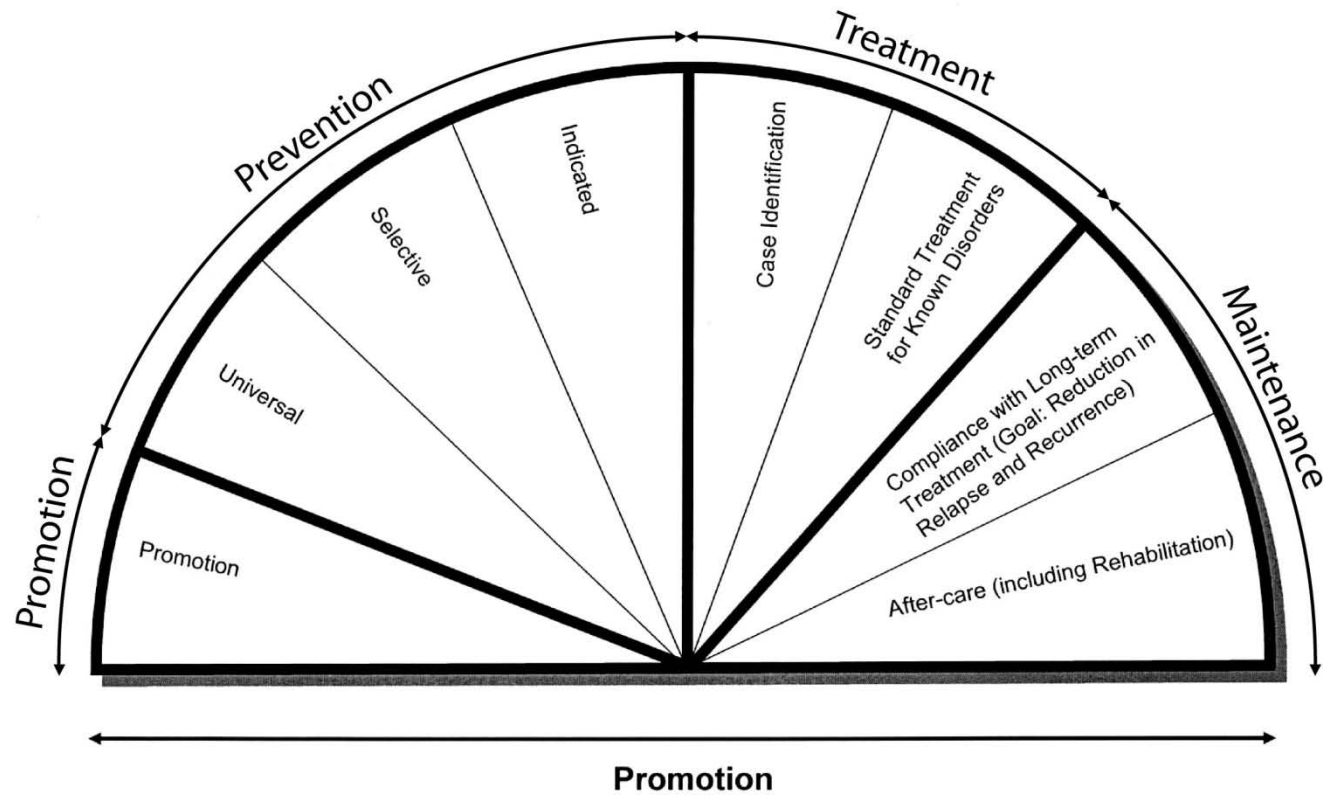 Promotion
Prevention
Treatment
Maintenance
Promotion
Universal
Selective
Indicated
Case Identification
Standard Treatment
for Known Disorders
Compliance with Long-term
Treatment (Goal: Reduction in
Relapse and Recurrence)
After-care (including Rehabilitation)
Promotion